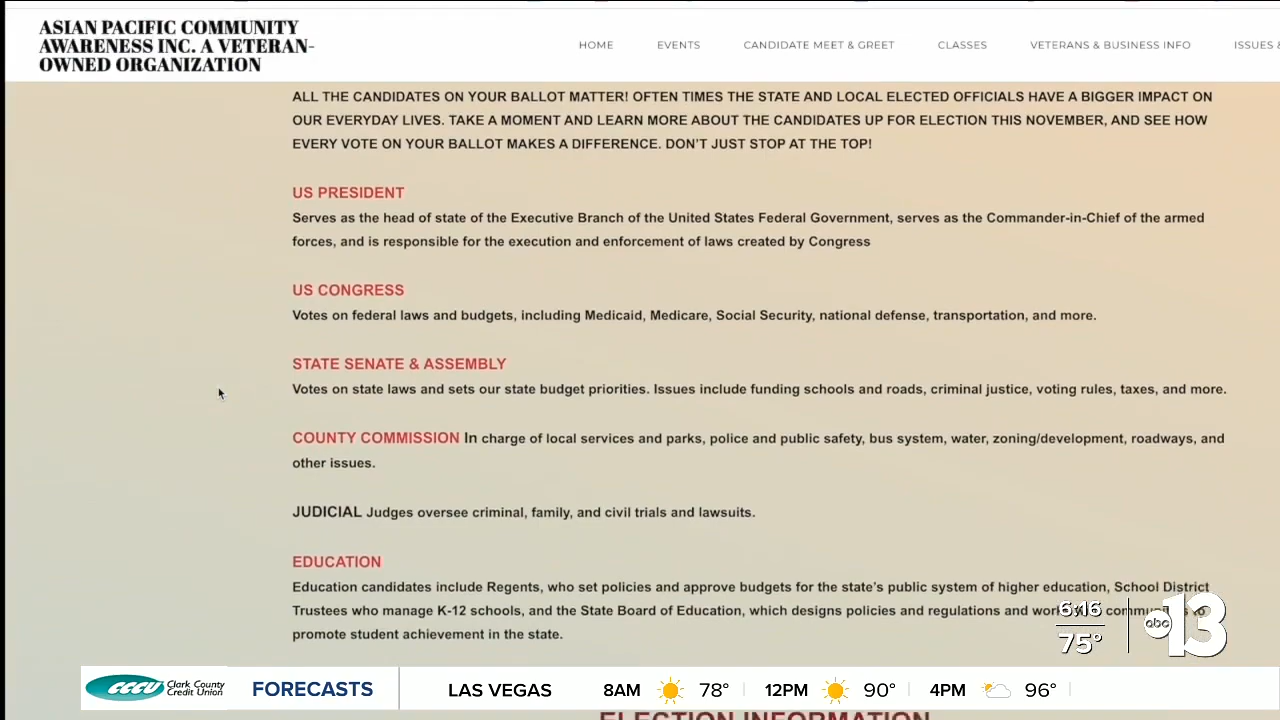 ASIAN PACIFIC COMMUNITY
AWARENESS INC. A VETERAN-
OWNED ORGANIZATION
HOME EVENTS CANDIDATE MEET & GREET CLASSES VETERANS & BUSINESS INFO ISSUES &
ALL THE CANDIDATES ON YOUR BALLOT MATTER! OFTEN TIMES THE STATE AND LOCAL ELECTED OFFICIALS HAVE A BIGGER IMPACT ON
OUR EVERYDAY LIVES. TAKE A MOMENT AND LEARN MORE ABOUT THE CANDIDATES UP FOR ELECTION THIS NOVEMBER, AND SEE HOW
EVERY VOTE ON YOUR BALLOT MAKES A DIFFERENCE. DON'T JUST STOP AT THE TOP!
US PRESIDENT
Serves as the head of state of the Executive Branch of the United States Federal Government, serves as the Commander-in-Chief of the armed
forces, and is responsible for the execution and enforcement of laws created by Congress
US CONGRESS
Votes on federal laws and budgets, including Medicaid, Medicare, Social Security, national defense, transportation, and more.
STATE SENATE & ASSEMBLY
Votes on state laws and sets our state budget priorities. Issues include funding schools and roads, criminal justice, voting rules, taxes, and more.
COUNTY COMMISSION In charge of local services and parks, police and public safety, bus system, water, zoning/development, roadways, and
other issues.
JUDICIAL Judges oversee criminal, family, and civil trials and lawsuits.
EDUCATION
Education candidates include Regents, who set policies and approve budgets for the state's public system of higher education, School District
Trustees who manage K-12 schools, and the State Board of Education, which designs policies and regulations and to
promote student achievement in the state.
6:16
75°
abc 13
CCCU Clark County
Credit Union
FORECASTS LAS VEGAS 8AM 78° 12PM 90° 4PM 96°
ELECTION INFORMATION